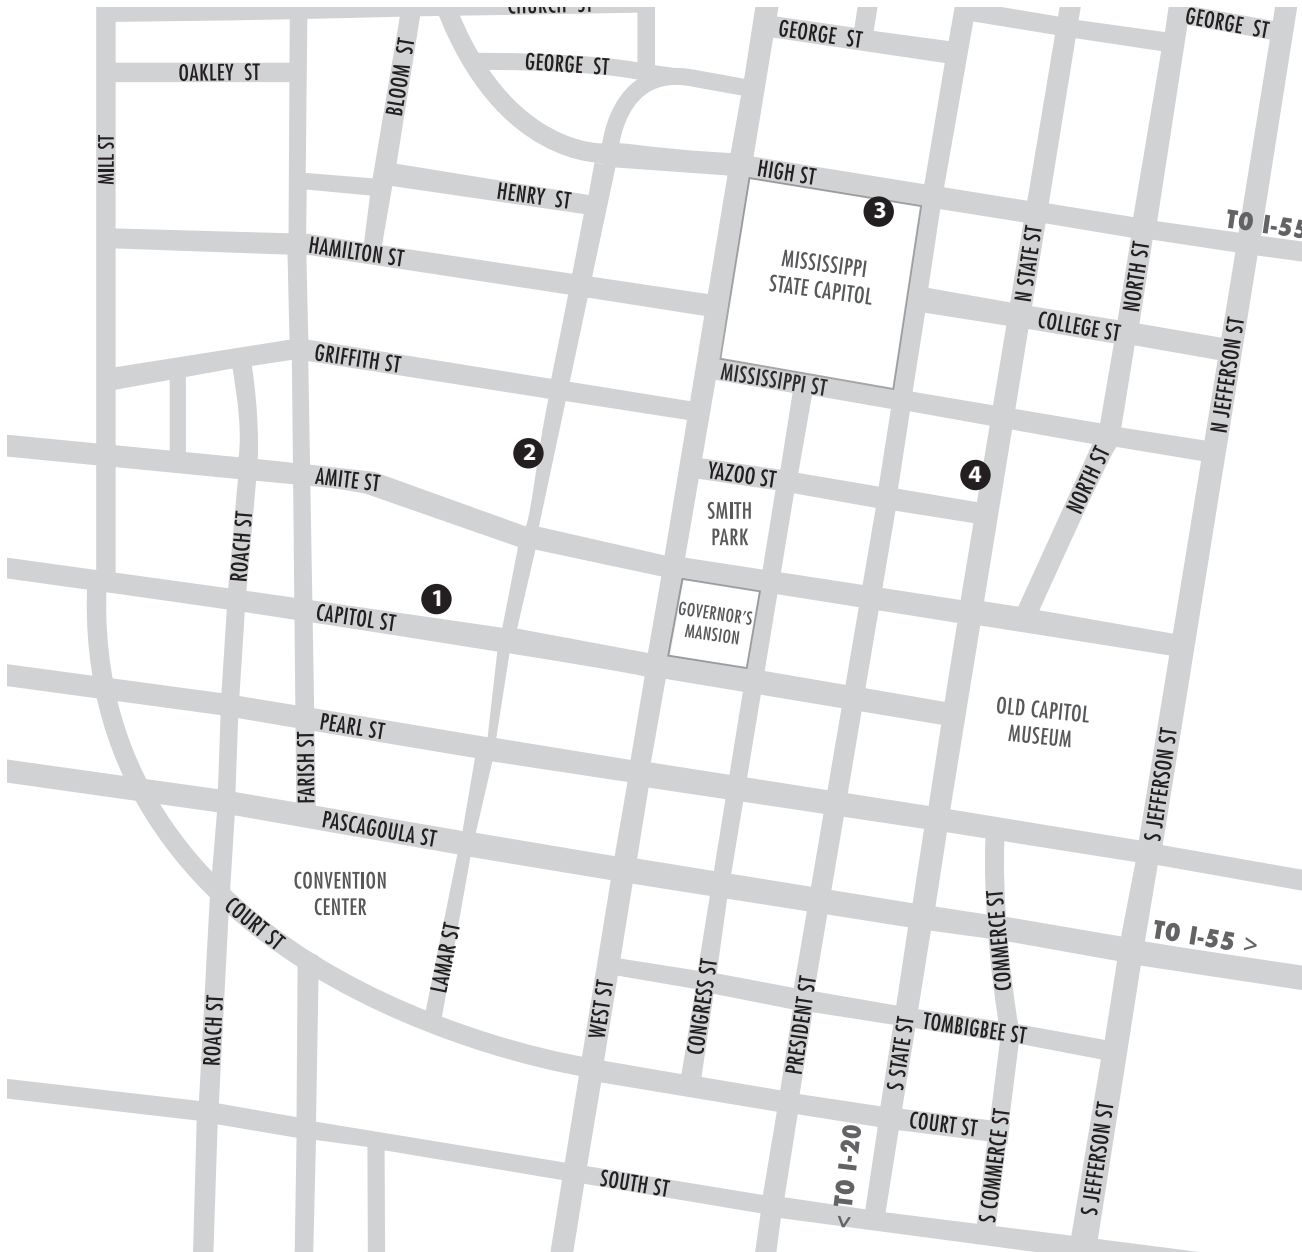 CHURCH ST
GEORGE ST
GEORGE ST
GEORGE ST
OAKLEY ST
BLOOM ST
MILL ST
HIGH ST
HENRY ST
3
TO I-55
HAMILTON ST
MISSISSIPPI
STATE CAPITOL
N STATE ST
NORTH ST
COLLEGE ST
GRIFFITH ST
MISSISSIPPI ST
N JEFFERSON ST
2
AMITE ST
YAZOO ST
4
NORTH ST
SMITH
PARK
ROACH ST
1
CAPITOL ST
GOVERNOR'S
MANSION
OLD CAPITOL
MUSEUM
PEARL ST
FARISH ST
S JEFFERSON ST
PASCAGOULA ST
CONVENTION
CENTER
COURT ST
LAMAR ST
COMMERCE ST
TO I-55 >
ROACH ST
WEST ST
CONGRESS ST
PRESIDENT ST
S STATE ST
TOMBIGBEE ST
COURT ST
S COMMERCE ST
S JEFFERSON ST
< TO I-20
SOUTH ST